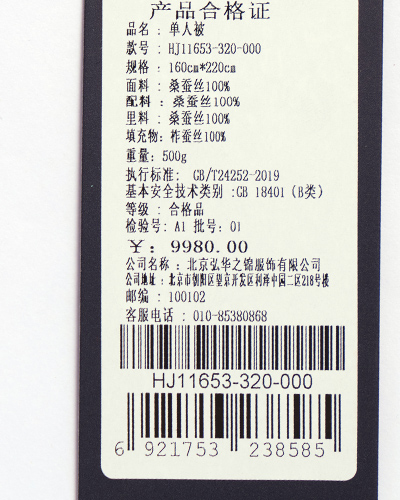 产品合格证
品名：单人被
款号：HJ11653-320-000
规格：160cm*220cm
面料：桑蚕丝100%
配料：桑蚕丝100%
里料：桑蚕丝100%
填充物：柞蚕丝100%
重量：500g
执行标准：GB/T24252-2019
基本安全技术类别：GB 18401（B类）
等级：合格品
检验号：A1 批号：01
￥：9980.00
公司名称：北京弘华之锦服饰有限公司
公司地址：北京市朝阳区望京开发区利泽中园二区218号楼
邮编：100102
客服电话：010-85380868
HJ11653-320-000
6 921753 238585